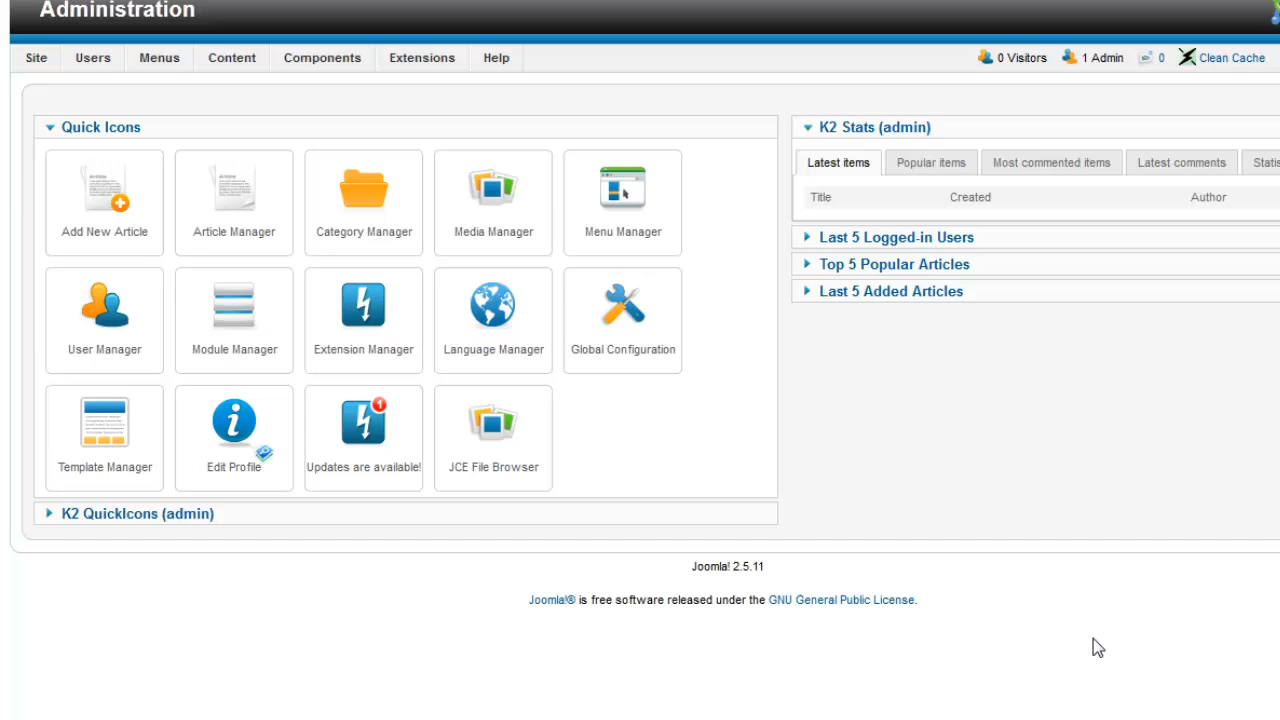 Administration
Site Users Menus Content Components Extensions Help 0 Visitors 1 Admin 0 Clean Cache
Quick Icons
Add New Article Article Manager Category Manager Media Manager Menu Manager
User Manager Module Manager Extension Manager Language Manager Global Configuration
1
Template Manager Edit Profile Updates are available! JCE File Browser
K2 QuickIcons (admin)
K2 Stats (admin)
Latest items Popular items Most commented items Latest comments Statis
Title Created Author
Last 5 Logged-in Users
Top 5 Popular Articles
Last 5 Added Articles
Joomla! 2.5.11
Joomla!® is free software released under the GNU General Public License.